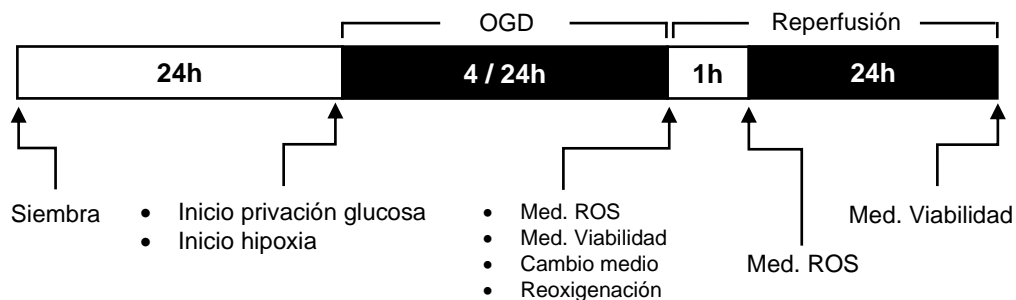 OGD
Reperfusión
24h
4 / 24h
1h
24h
Siembra
• Inicio privación glucosa
• Inicio hipoxia
• Med. ROS
• Med. Viabilidad
• Cambio medio
• Reoxigenación
Med. ROS
Med. Viabilidad